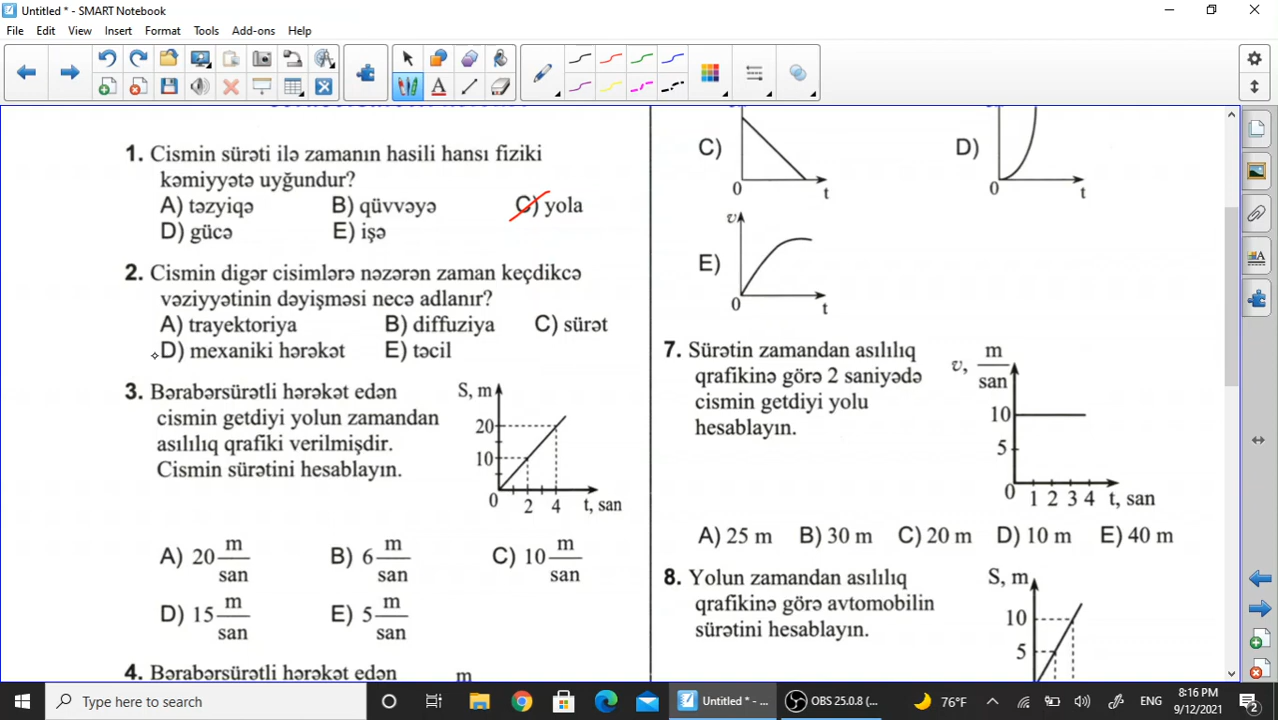 Untitled * - SMART Notebook
File Edit View Insert Format Tools Add-ons Help
1. Cismin sürəti ilə zamanın hasili hansı fiziki
kəmiyyətə uyğundur?
A) təzyiqə B) qüvvəyə C) yola
D) gücə E) işə
2. Cismin digər cisimlərə nəzərən zaman keçdikcə
vəziyyətinin dəyişməsi necə adlanır?
A) trayektoriya B) diffuziya C) sürət
D) mexaniki hərəkət E) təcil
3. Bərabərsürətli hərəkət edən
cismin getdiyi yolun zamandan
asılılıq qrafiki verilmişdir.
Cismin sürətini hesablayın.
S, m
20
10
0 2 4 t, san
A) 20 m/san B) 6 m/san C) 10 m/san
D) 15 m/san E) 5 m/san
4. Bərabərsürətli hərəkət edən m
C) 0 t
D) 0 t
E) v 0 t
7. Sürətin zamandan asılılıq
qrafikinə görə 2 saniyədə
cismin getdiyi yolu
hesablayın.
v, m/san
10
5
0 1 2 3 4 t, san
A) 25 m B) 30 m C) 20 m D) 10 m E) 40 m
8. Yolun zamandan asılılıq
qrafikinə görə avtomobilin
sürətini hesablayın.
S, m
10
5
Type here to search
Untitled * - ...
OBS 25.0.8 (...
76°F
ENG
8:16 PM
9/12/2021
2